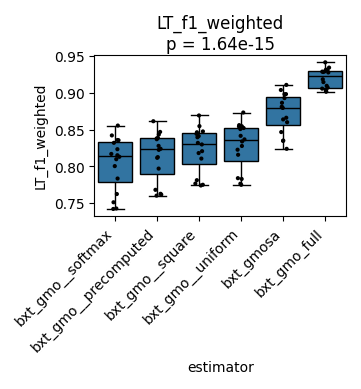 LT_f1_weighted
p = 1.64e-15
0.95
0.90
0.85
0.80
0.75
LT_f1_weighted
bxt_gmo__softmax
bxt_gmo__precomputed
bxt_gmo__square
bxt_gmo__uniform
bxt_gmosa
bxt_gmo_full
estimator